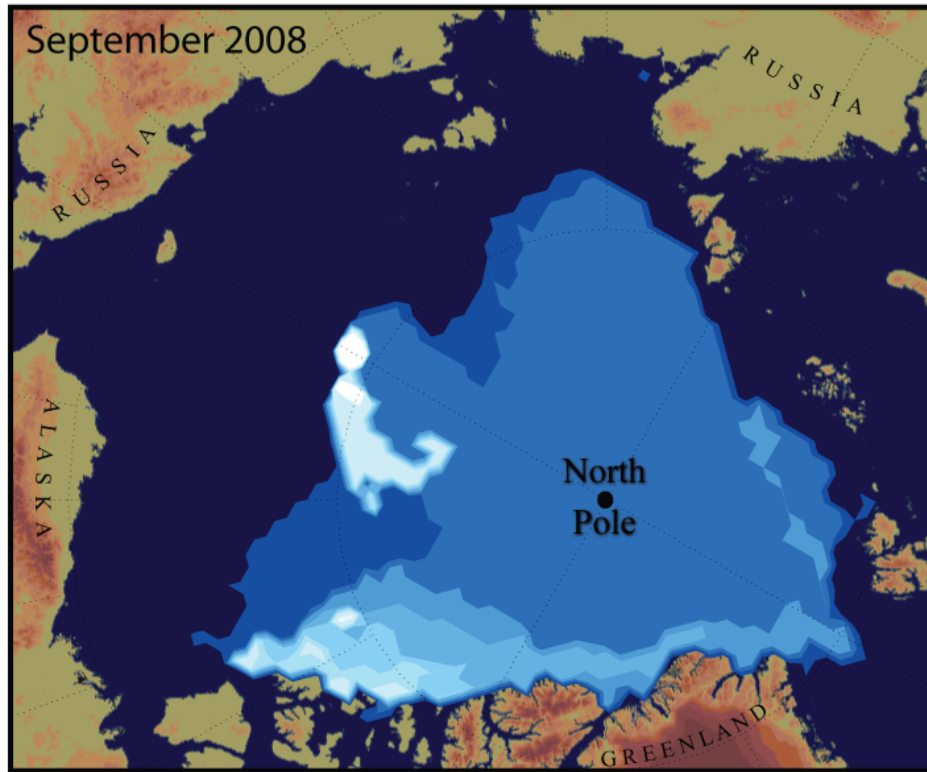 September 2008
RUSSIA
RUSSIA
ALASKA
North
Pole
GREENLAND